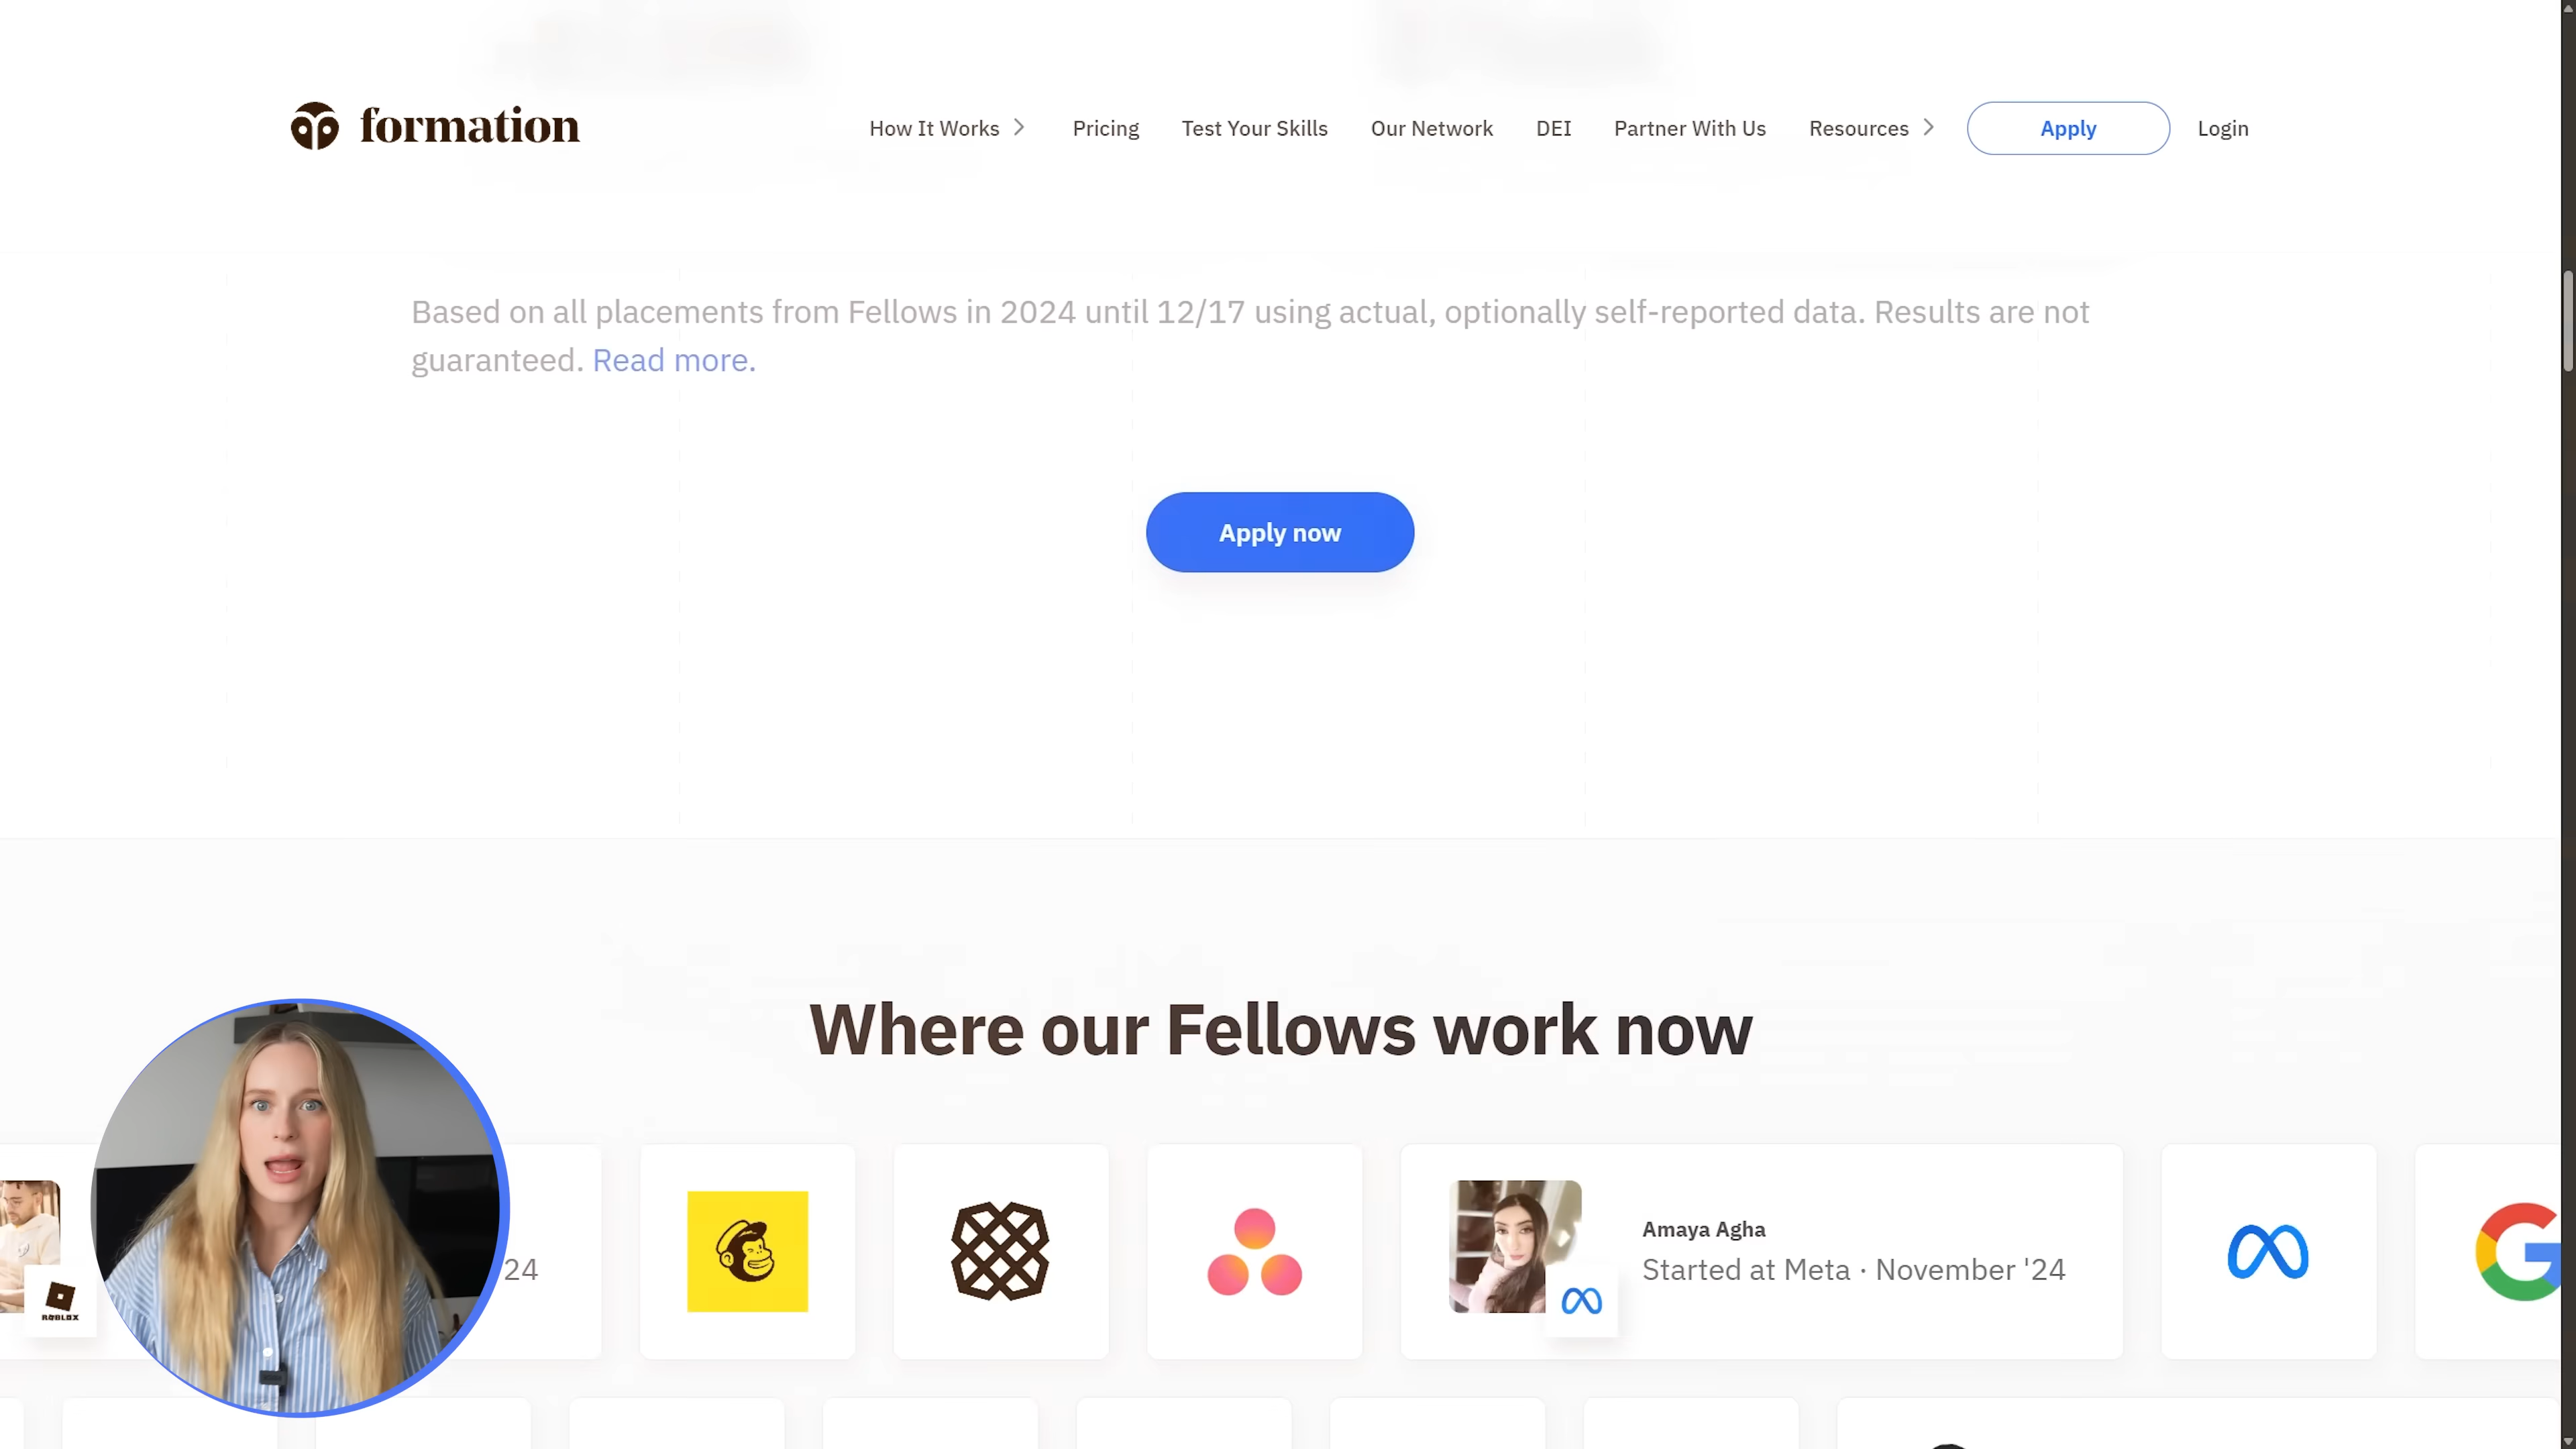 formation
How It Works
Pricing
Test Your Skills
Our Network
DEI
Partner With Us
Resources
Apply
Login
Based on all placements from Fellows in 2024 until 12/17 using actual, optionally self-reported data. Results are not
guaranteed. Read more.
Apply now
Where our Fellows work now
ROBLOX
24
Amaya Agha
Started at Meta · November '24